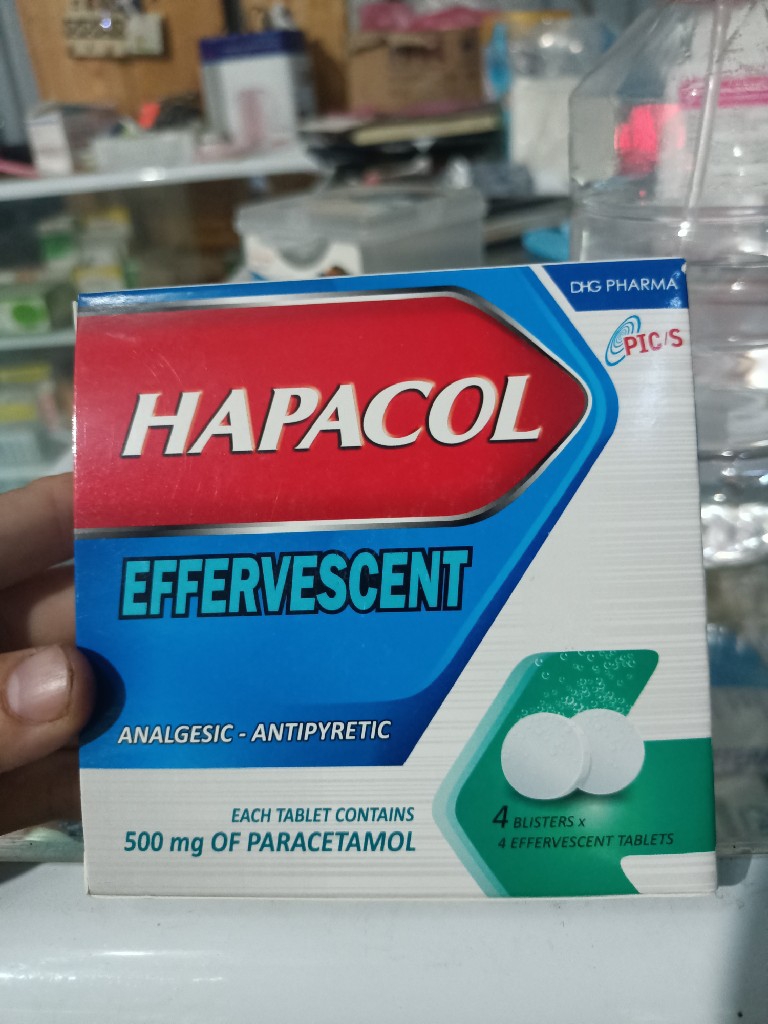 DHG PHARMA
PIC/S
HAPACOL
EFFERVESCENT
ANALGESIC - ANTIPYRETIC
EACH TABLET CONTAINS
500 mg OF PARACETAMOL
4 BLISTERS x
4 EFFERVESCENT TABLETS